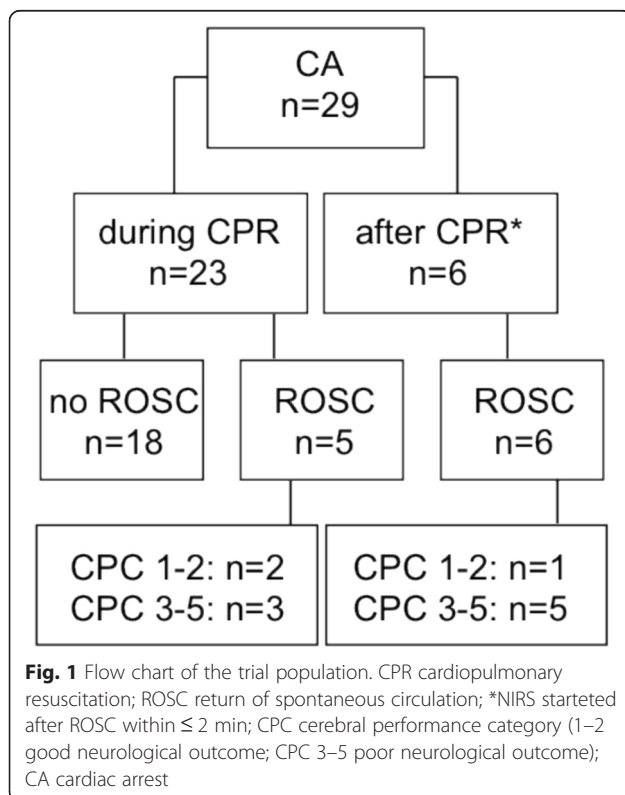 CA
n=29
during CPR
n=23
after CPR*
n=6
no ROSC
n=18
ROSC
n=5
ROSC
n=6
CPC 1-2: n=2
CPC 3-5: n=3
CPC 1-2: n=1
CPC 3-5: n=5
Fig. 1 Flow chart of the trial population. CPR cardiopulmonary
resuscitation; ROSC return of spontaneous circulation; *NIRS starteted
after ROSC within ≤ 2 min; CPC cerebral performance category (1–2
good neurological outcome; CPC 3–5 poor neurological outcome);
CA cardiac arrest